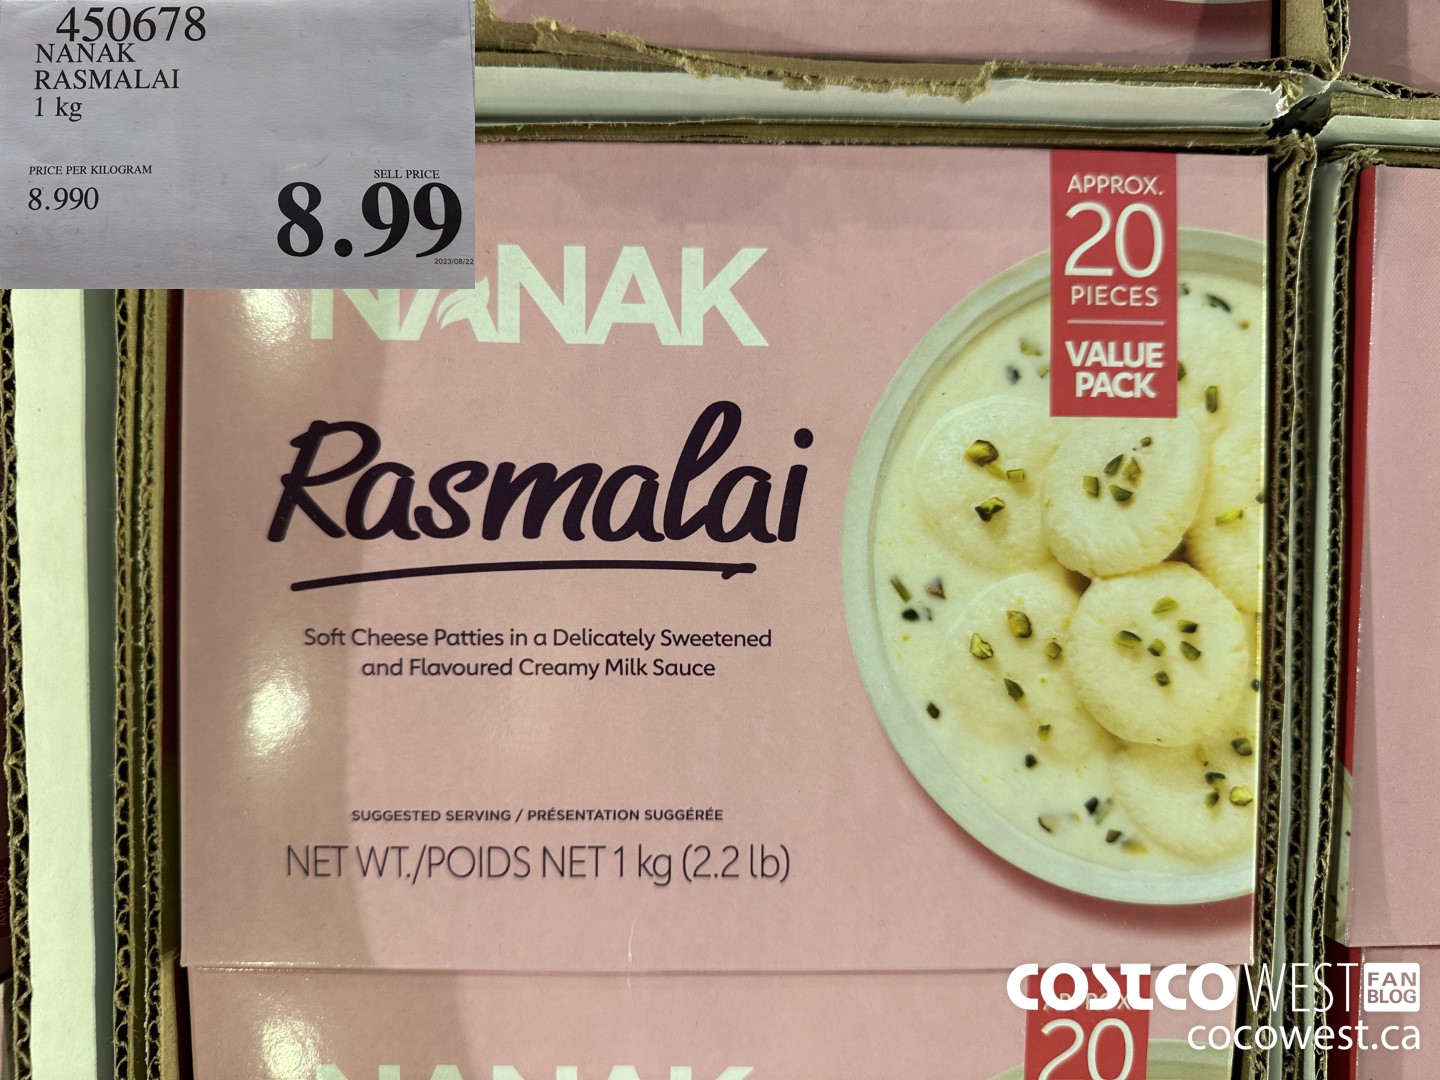 450678
NANAK
RASMALAI
1 kg
PRICE PER KILOGRAM
8.990
SELL PRICE
8.99
2023/08/22
NANAK
APPROX.
20
PIECES
VALUE
PACK
Rasmalai
Soft Cheese Patties in a Delicately Sweetened
and Flavoured Creamy Milk Sauce
SUGGESTED SERVING / PRÉSENTATION SUGGÉRÉE
NET WT./POIDS NET 1 kg (2.2 lb)
APPROX.
20
NANAK
COSTCO WEST FAN BLOG
cocowest.ca